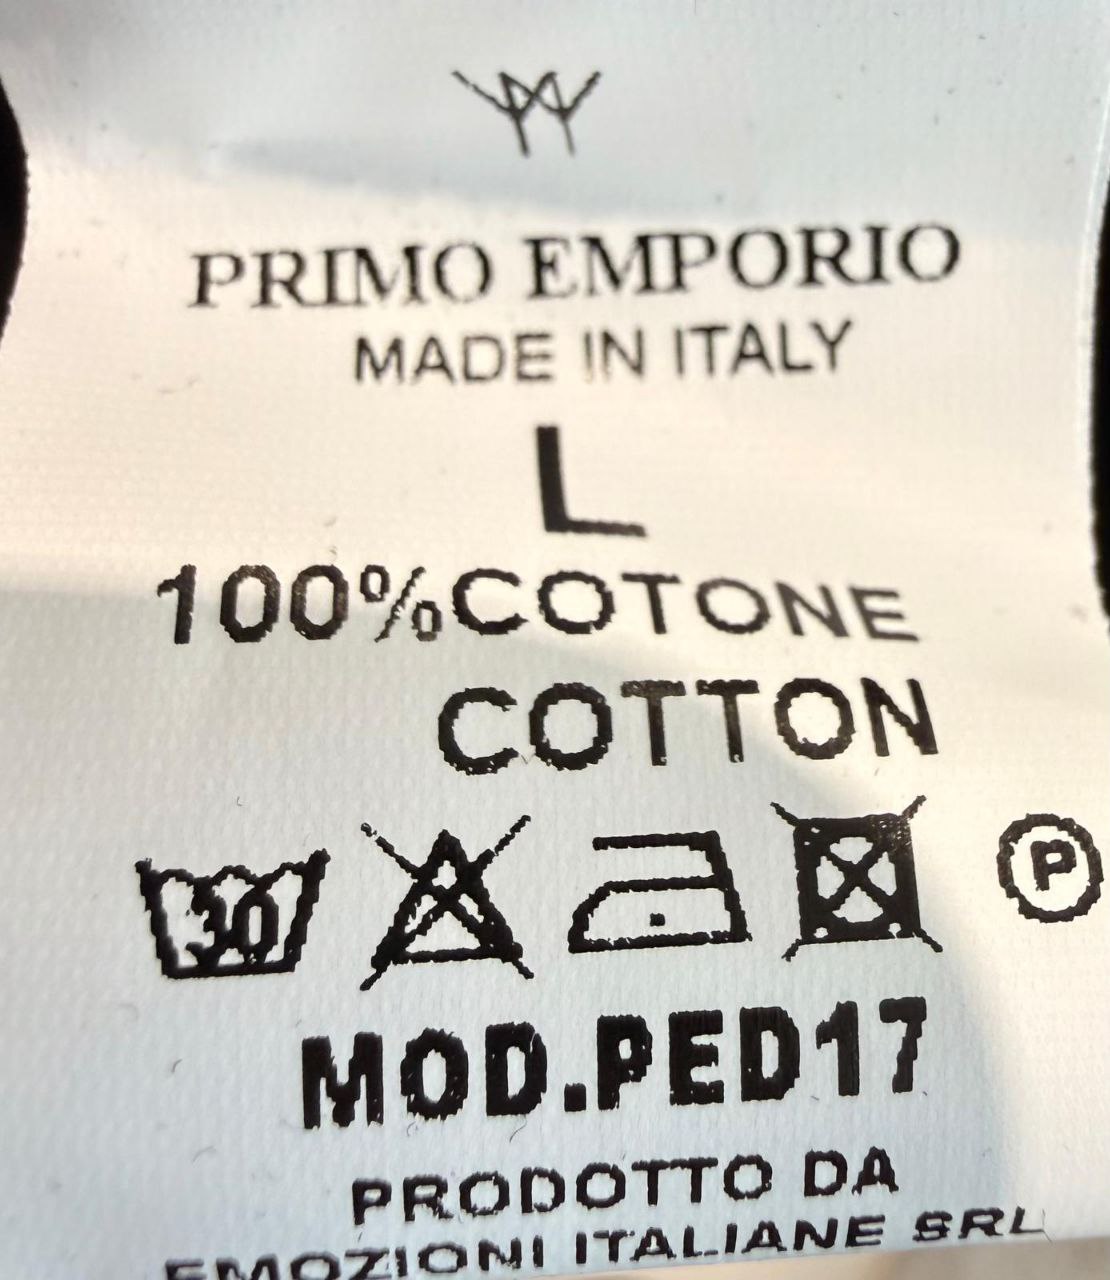 PRIMO EMPORIO
MADE IN ITALY
L
100%COTONE
COTTON
30 P
MOD.PED17
PRODOTTO DA
EMOZIONI ITALIANE SRL